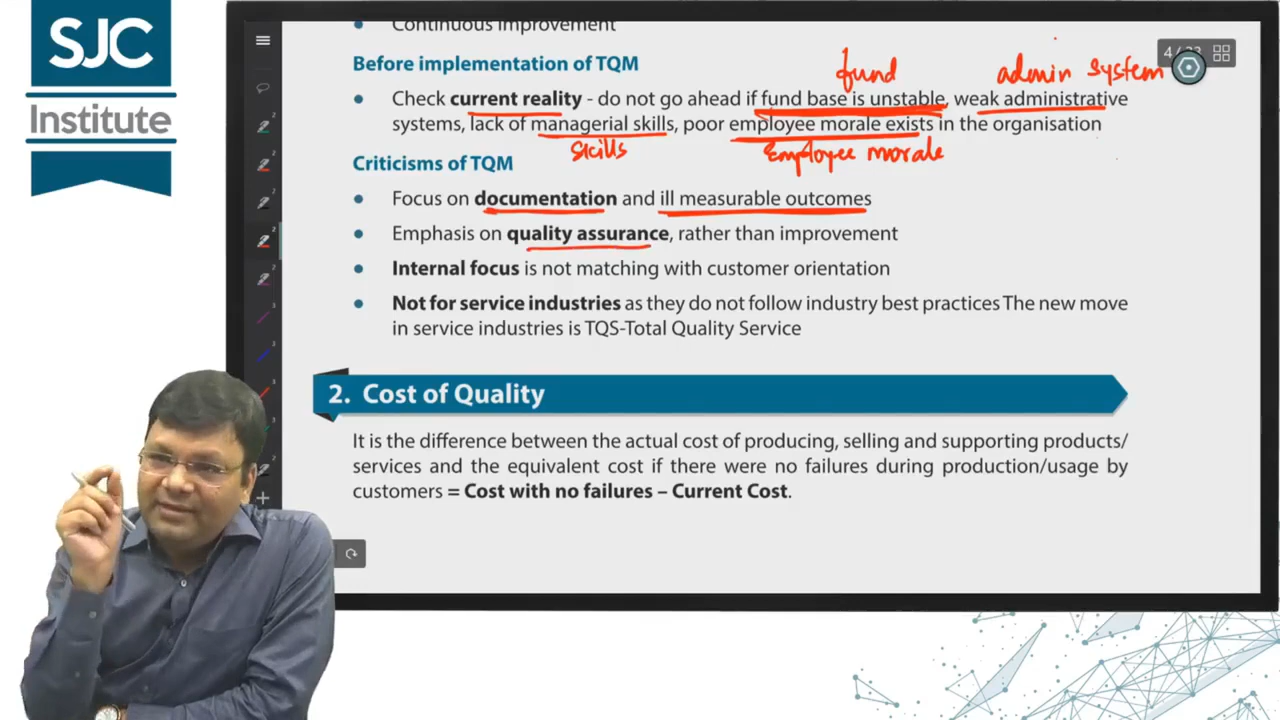 SJC
Institute
Continuous improvement
Before implementation of TQM
fund
admin system
4 / 33
Check current reality - do not go ahead if fund base is unstable, weak administrative
systems, lack of managerial skills, poor employee morale exists in the organisation
skills
Employee morale
Criticisms of TQM
Focus on documentation and ill measurable outcomes
Emphasis on quality assurance, rather than improvement
Internal focus is not matching with customer orientation
Not for service industries as they do not follow industry best practices The new move
in service industries is TQS-Total Quality Service
2. Cost of Quality
It is the difference between the actual cost of producing, selling and supporting products/
services and the equivalent cost if there were no failures during production/usage by
customers = Cost with no failures – Current Cost.